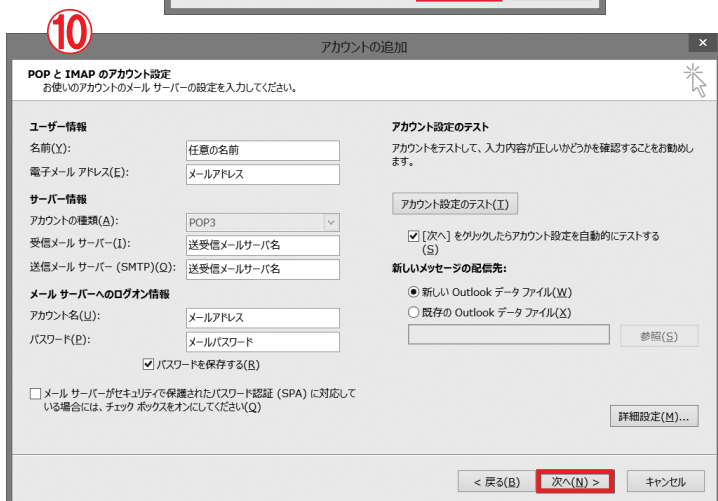 ⑩
アカウントの追加
×
POP と IMAP のアカウント設定
お使いのアカウントのメール サーバーの設定を入力してください。
ユーザー情報
名前(Y):
任意の名前
電子メール アドレス(E):
メールアドレス
サーバー情報
アカウントの種類(A):
POP3
受信メール サーバー(I):
送受信メールサーバ名
送信メール サーバー (SMTP)(O):
送受信メールサーバ名
メール サーバーへのログオン情報
アカウント名(U):
メールアドレス
パスワード(P):
メールパスワード
パスワードを保存する(R)
メール サーバーがセキュリティで保護されたパスワード認証 (SPA) に対応して
いる場合には、チェック ボックスをオンにしてください(Q)
アカウント設定のテスト
アカウントをテストして、入力内容が正しいかどうかを確認することをお勧めし
ます。
アカウント設定のテスト(T)
[次へ] をクリックしたらアカウント設定を自動的にテストする
(S)
新しいメッセージの配信先:
新しい Outlook データ ファイル(W)
既存の Outlook データ ファイル(X)
参照(S)
詳細設定(M)...
< 戻る(B)
次へ(N) >
キャンセル